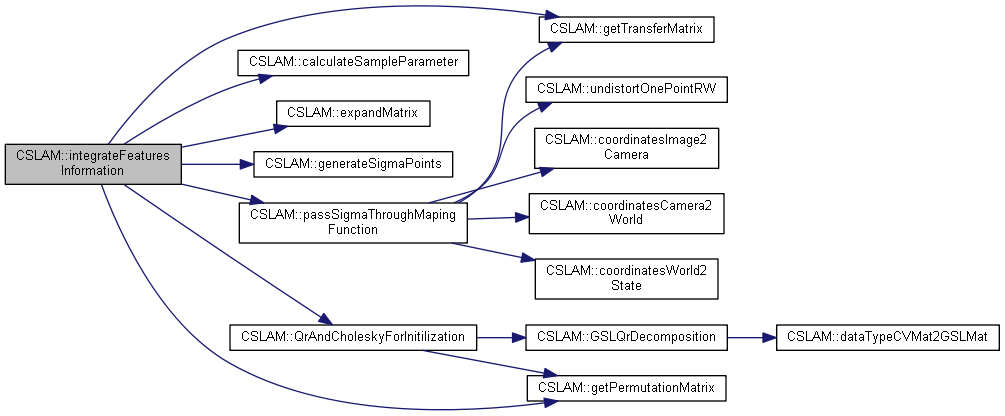 CSLAM::getTransferMatrix
CSLAM::calculateSampleParameter
CSLAM::undistortOnePointRW
CSLAM::expandMatrix
CSLAM::coordinatesImage2
Camera
CSLAM::integrateFeatures
Information
CSLAM::generateSigmaPoints
CSLAM::passSigmaThroughMaping
Function
CSLAM::coordinatesCamera2
World
CSLAM::coordinatesWorld2
State
CSLAM::QrAndCholeskyForInitilization
CSLAM::GSLQrDecomposition
CSLAM::dataTypeCVMat2GSLMat
CSLAM::getPermutationMatrix